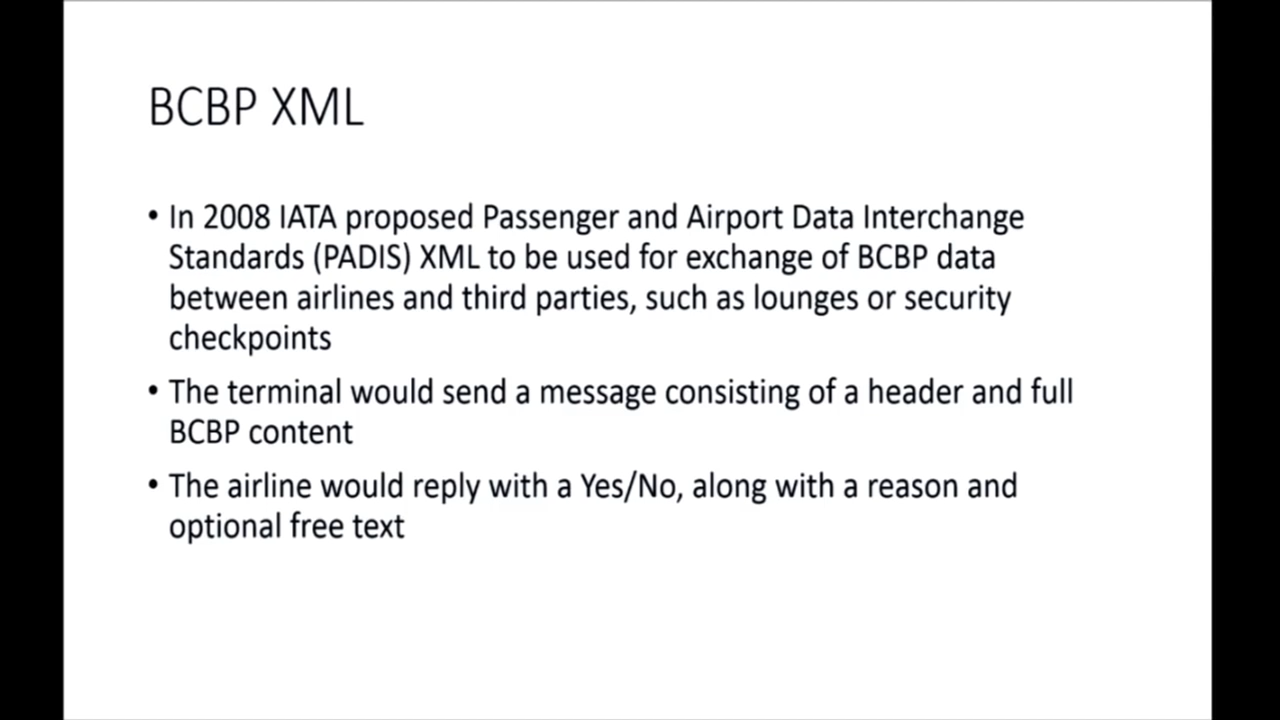 BCBP XML
• In 2008 IATA proposed Passenger and Airport Data Interchange
Standards (PADIS) XML to be used for exchange of BCBP data
between airlines and third parties, such as lounges or security
checkpoints
• The terminal would send a message consisting of a header and full
BCBP content
• The airline would reply with a Yes/No, along with a reason and
optional free text